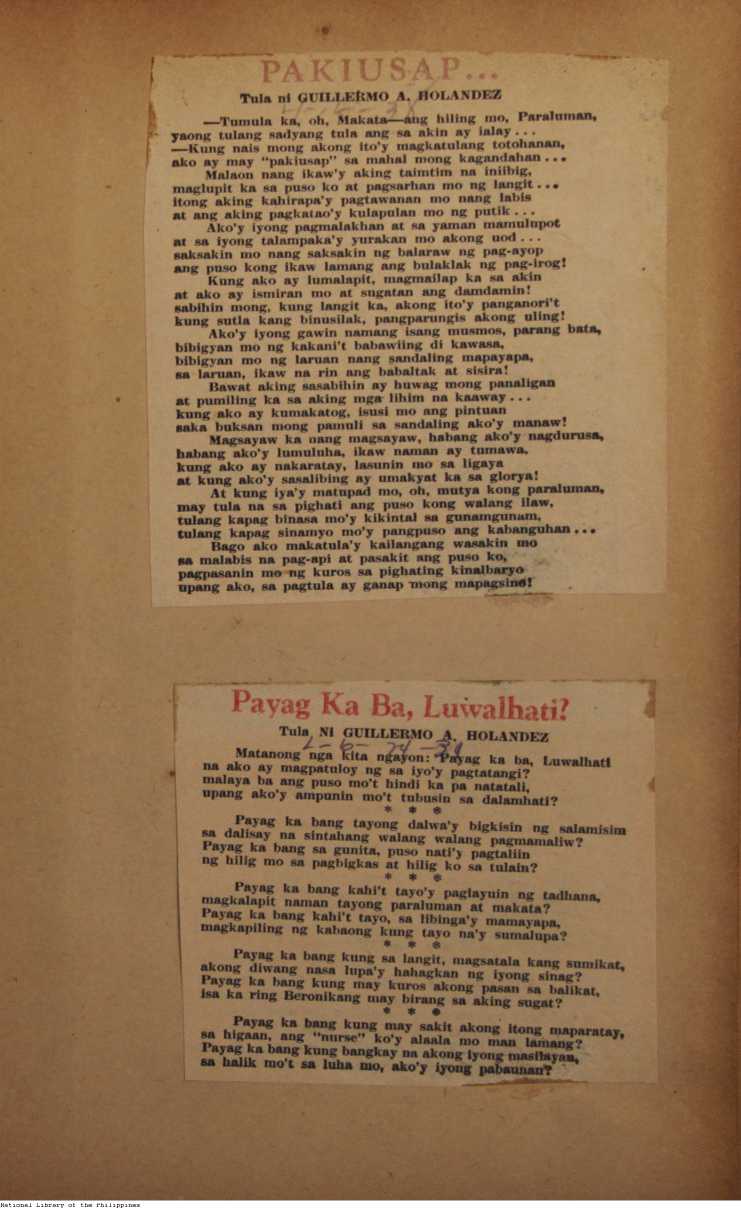 PAKIUSAP...
Tula ni GUILLERMO A. HOLANDEZ
—Tumula ka, oh, Makata—ang hiling mo, Paraluman,
yaong tulang sadyang tula ang sa akin ay ialay . . .
—Kung nais mong akong ito'y magkatulang totohanan,
ako ay may "pakiusap" sa mahal mong kagandahan . . .
Malaon nang ikaw'y aking taimtim na iniibig,
maglupit ka sa puso ko at pagsarhan mo ng langit . . .
itong aking kahirapa'y pagtawanan mo nang labis
at ang aking pagkatao'y kulapulan mo ng putik . . .
Ako'y iyong pagmalakhan at sa yaman mamulupot
at sa iyong talampaka'y yurakan mo akong uod . . .
saksakin mo nang saksakin ng balaraw ng pag-ayop
ang puso kong ikaw lamang ang bulaklak ng pag-irog!
Kung ako ay lumalapit, magmailap ka sa akin
at ako ay ismiran mo at sugatan ang damdamin!
sabihin mong, kung langit ka, akong ito'y panganori't
kung sutla kang binusilak, pangparungis akong uling!
Ako'y iyong gawin namang isang musmos, parang bata,
bibigyan mo ng kakani't babawiing di kawasa,
bibigyan mo ng laruan nang sandaling mapayapa,
sa laruan, ikaw na rin ang babaltak at sisira!
Bawat aking sasabihin ay huwag mong panaligan
at pumiling ka sa aking mga lihim na kaaway . . .
kung ako ay kumakatog, isusi mo ang pintuan
saka buksan mong pamuli sa sandaling ako'y manaw!
Magsayaw ka nang magsayaw, habang ako'y nagdurusa,
habang ako'y lumuluha, ikaw naman ay tumawa,
kung ako ay nakaratay, lasunin mo sa ligaya
at kung ako'y sasalibing ay umakyat ka sa glorya!
At kung iya'y matupad mo, oh, mutya kong paraluman,
may tula na sa pighati ang puso kong walang ilaw,
tulang kapag binasa mo'y kikintal sa gunamgunam,
tulang kapag sinamyo mo'y pangpuso ang kabanguhan . . .
Bago ako makatula'y kailangang wasakin mo
sa malabis na pag-api at pasakit ang puso ko,
pagpasanin mo ng kuros sa pighating kinalbaryo
upang ako, sa pagtula ay ganap mong mapagsino!
Payag Ka Ba, Luwalhati?
Tula Ni GUILLERMO A. HOLANDEZ
Matanong nga kita ngayon: Payag ka ba, Luwalhati
na ako ay magpatuloy ng sa iyo'y pagtatangi?
malaya ba ang puso mo't hindi ka pa natatali,
upang ako'y ampunin mo't tubusin sa dalamhati?
* * *
Payag ka bang tayong dalwa'y bigkisin ng salamisim
sa dalisay na sintahang walang walang pagmamaliw?
Payag ka bang sa gunita, puso nati'y pagtaliin
ng hilig mo sa pagbigkas at hilig ko sa tulain?
* * *
Payag ka bang kahi't tayo'y paglayuin ng tadhana,
magkalapit naman tayong paraluman at makata?
Payag ka bang kahi't tayo, sa libinga'y mamayapa,
magkapiling ng kabaong kung tayo na'y sumalupa?
* * *
Payag ka bang kung sa langit, magsatala kang sumikat,
akong diwang nasa lupa'y hahagkan ng iyong sinag?
Payag ka bang kung may kuros akong pasan sa balikat,
isa ka ring Beronikang may birang sa aking sugat?
* * *
Payag ka bang kung may sakit akong itong maparatay,
sa higaan, ang "nurse" ko'y alaala mo man lamang?
Payag ka bang kung bangkay na akong iyong masilayan,
sa halik mo't sa luha mo, ako'y iyong pabaunan?
National Library of the Philippines